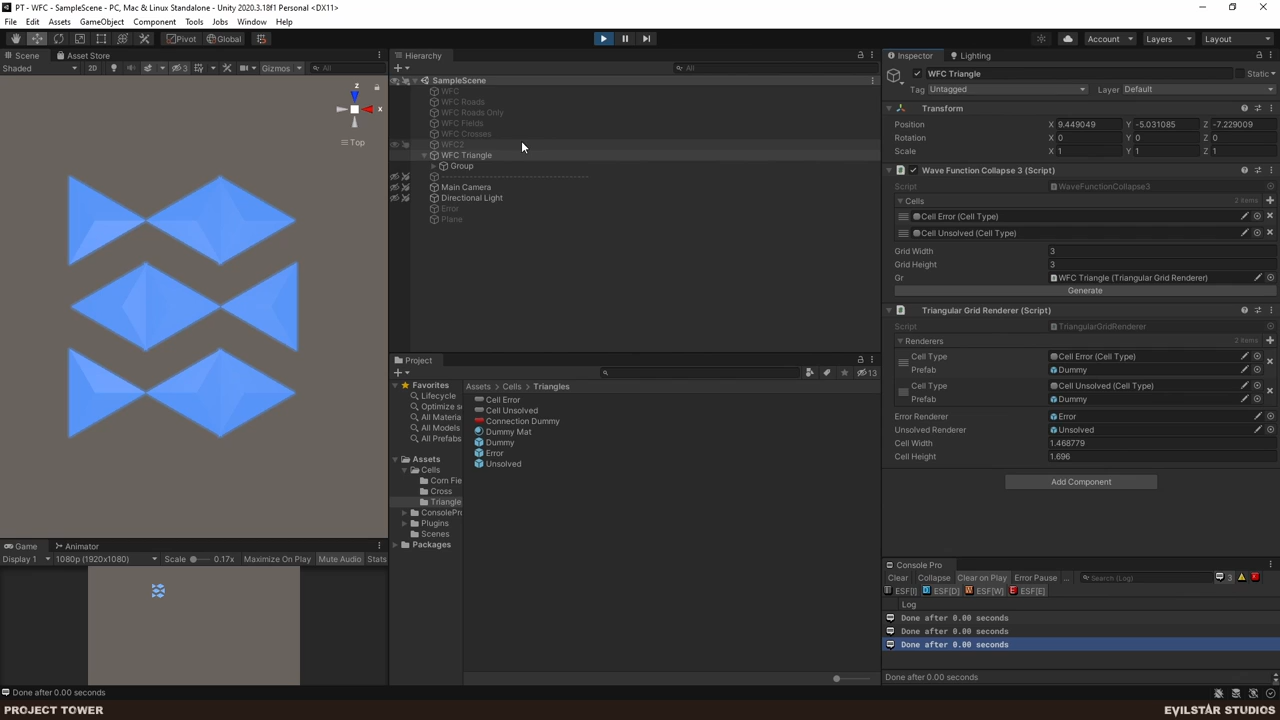 PT - WFC - SampleScene - PC, Mac & Linux Standalone - Unity 2020.3.18f1 Personal <DX11>
File Edit Assets GameObject Component Tools Jobs Window Help
Pivot Global Account Layers Layout
Scene Asset Store
Shaded 2D 3 Gizmos All
z
x
Top
Game Animator
Display 1 1080p (1920x1080) Scale 0.17x Maximize On Play Mute Audio Stats
Hierarchy
All
SampleScene
WFC
WFC Roads
WFC Roads Only
WFC Fields
WFC Crosses
WFC2
WFC Triangle
Group
--------------------------------------
Main Camera
Directional Light
Error
Plane
Project
13
Favorites
Lifecycle
Optimize s
All Materia
All Models
All Prefabs
Assets
Cells
Corn Fie
Cross
Triangle
ConsolePro
Plugins
Scenes
Packages
Assets > Cells > Triangles
Cell Error
Cell Unsolved
Connection Dummy
Dummy Mat
Dummy
Error
Unsolved
Inspector Lighting
WFC Triangle Static
Tag Untagged Layer Default
Transform
Position X 9.449049 Y -5.031085 Z -7.229009
Rotation X 0 Y 0 Z 0
Scale X 1 Y 1 Z 1
Wave Function Collapse 3 (Script)
Script WaveFunctionCollapse3
Cells 2 items
Cell Error (Cell Type)
Cell Unsolved (Cell Type)
Grid Width 3
Grid Height 3
Gr WFC Triangle (Triangular Grid Renderer)
Generate
Triangular Grid Renderer (Script)
Script TriangularGridRenderer
Renderers 2 items
Cell Type Cell Error (Cell Type)
Prefab Dummy
Cell Type Cell Unsolved (Cell Type)
Prefab Dummy
Error Renderer Error
Unsolved Renderer Unsolved
Cell Width 1.468779
Cell Height 1.696
Add Component
Console Pro
Clear Collapse Clear on Play Error Pause ... Search (Log) 3
ESF[I] ESF[D] ESF[W] ESF[E]
Log
Done after 0.00 seconds
Done after 0.00 seconds
Done after 0.00 seconds
Done after 0.00 seconds
Done after 0.00 seconds
PROJECT TOWER EVILSTAR STUDIOS